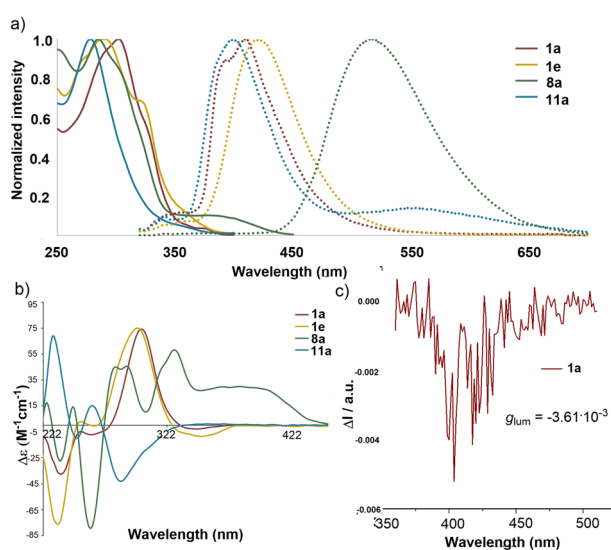 a)
Normalized intensity
1.0
0.8
0.6
0.4
0.2
250
350
450
550
650
Wavelength (nm)
1a
1e
8a
11a
b)
Δε (M⁻¹cm⁻¹)
95
75
55
35
15
-5
-25
-45
-65
-85
222
322
422
Wavelength (nm)
1a
1e
8a
11a
c)
ΔI / a.u.
0.000
-0.002
-0.004
-0.006
350
400
450
500
Wavelength (nm)
1a
glum = -3.61·10⁻³